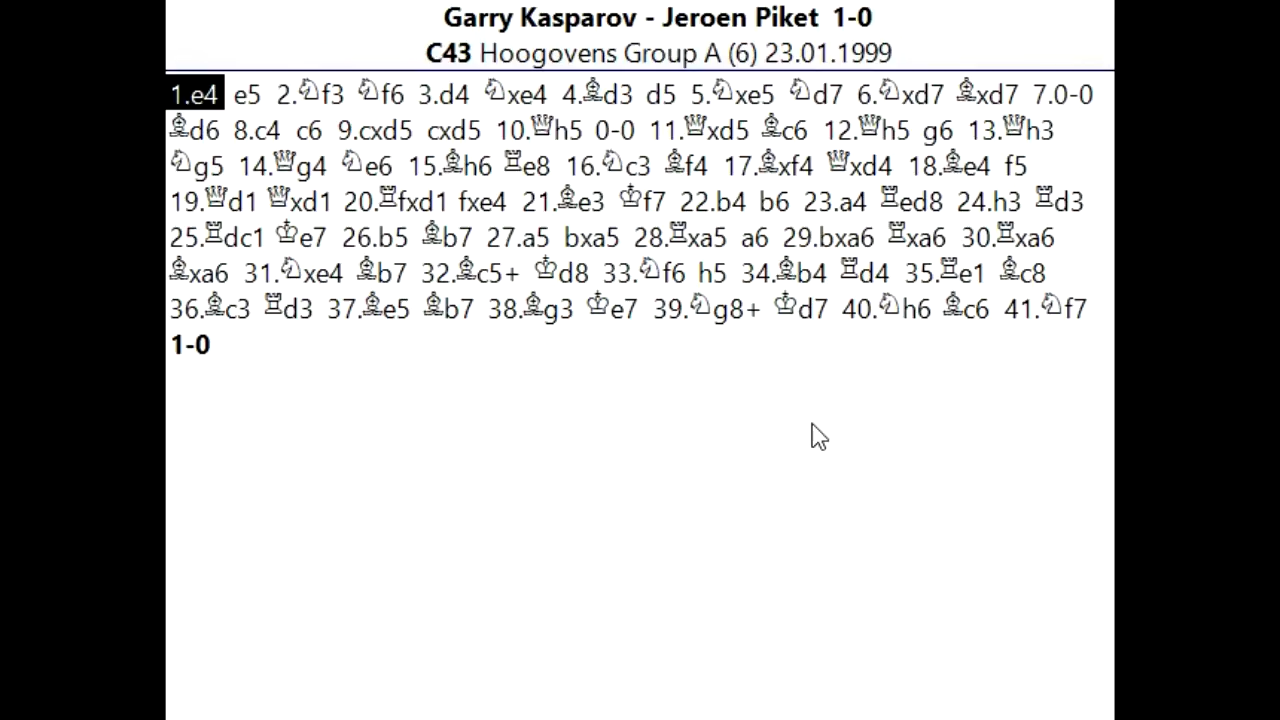 Garry Kasparov - Jeroen Piket 1-0
C43 Hoogovens Group A (6) 23.01.1999
1.e4 e5 2.♘f3 ♘f6 3.d4 ♘xe4 4.♗d3 d5 5.♘xe5 ♘d7 6.♘xd7 ♗xd7 7.0-0
♗d6 8.c4 c6 9.cxd5 cxd5 10.♕h5 0-0 11.♕xd5 ♗c6 12.♕h5 g6 13.♕h3
♘g5 14.♕g4 ♘e6 15.♗h6 ♖e8 16.♘c3 ♗f4 17.♗xf4 ♕xd4 18.♗e4 f5
19.♕d1 ♕xd1 20.♖fxd1 fxe4 21.♗e3 ♔f7 22.b4 b6 23.a4 ♖ed8 24.h3 ♖d3
25.♖dc1 ♔e7 26.b5 ♗b7 27.a5 bxa5 28.♖xa5 a6 29.bxa6 ♖xa6 30.♖xa6
♗xa6 31.♘xe4 ♗b7 32.♗c5+ ♔d8 33.♘f6 h5 34.♗b4 ♖d4 35.♖e1 ♗c8
36.♗c3 ♖d3 37.♗e5 ♗b7 38.♗g3 ♔e7 39.♘g8+ ♔d7 40.♘h6 ♗c6 41.♘f7
1-0